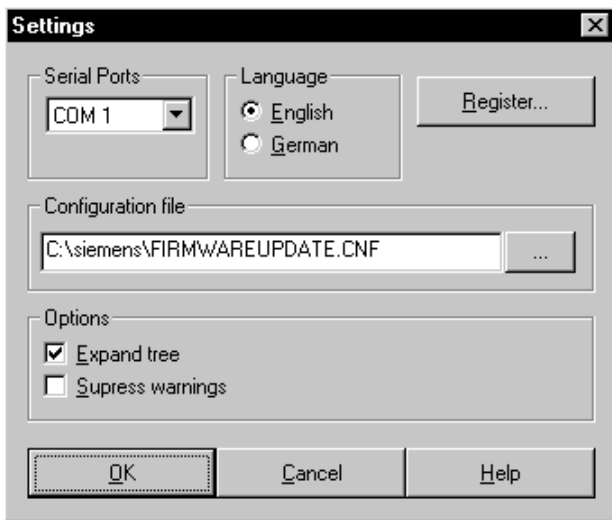 Settings
Serial Ports
COM 1
Language
English
German
Register...
Configuration file
C:\siemens\FIRMWAREUPDATE.CNF
...
Options
Expand tree
Supress warnings
OK
Cancel
Help